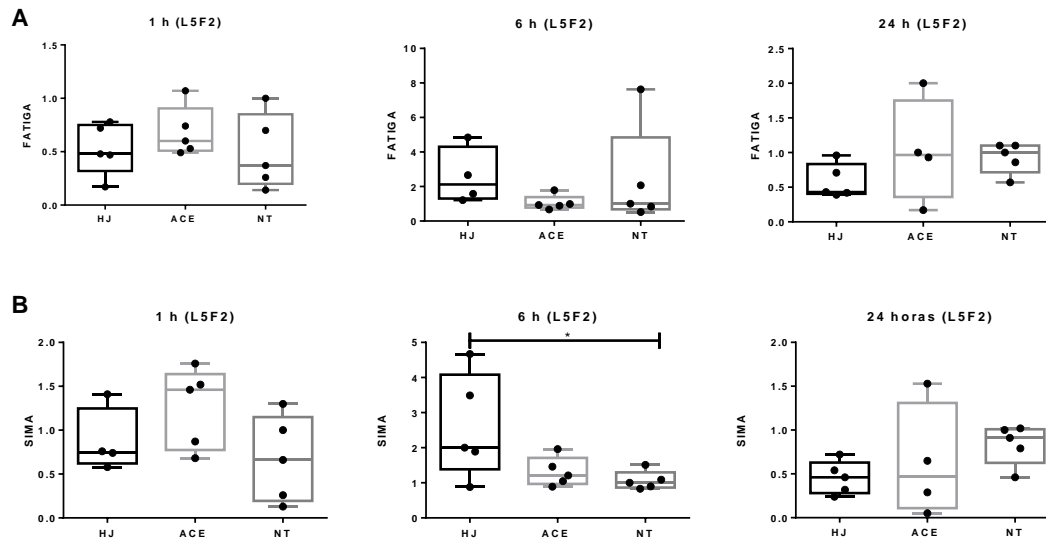 A
1 h (L5F2)
FATIGA
1.5
1.0
0.5
0.0
HJ ACE NT
6 h (L5F2)
FATIGA
10
8
6
4
2
0
HJ ACE NT
24 h (L5F2)
FATIGA
2.5
2.0
1.5
1.0
0.5
0.0
HJ ACE NT
B
1 h (L5F2)
SIMA
2.0
1.5
1.0
0.5
0.0
HJ ACE NT
6 h (L5F2)
SIMA
5
4
3
2
1
0
*
HJ ACE NT
24 horas (L5F2)
SIMA
2.0
1.5
1.0
0.5
0.0
HJ ACE NT